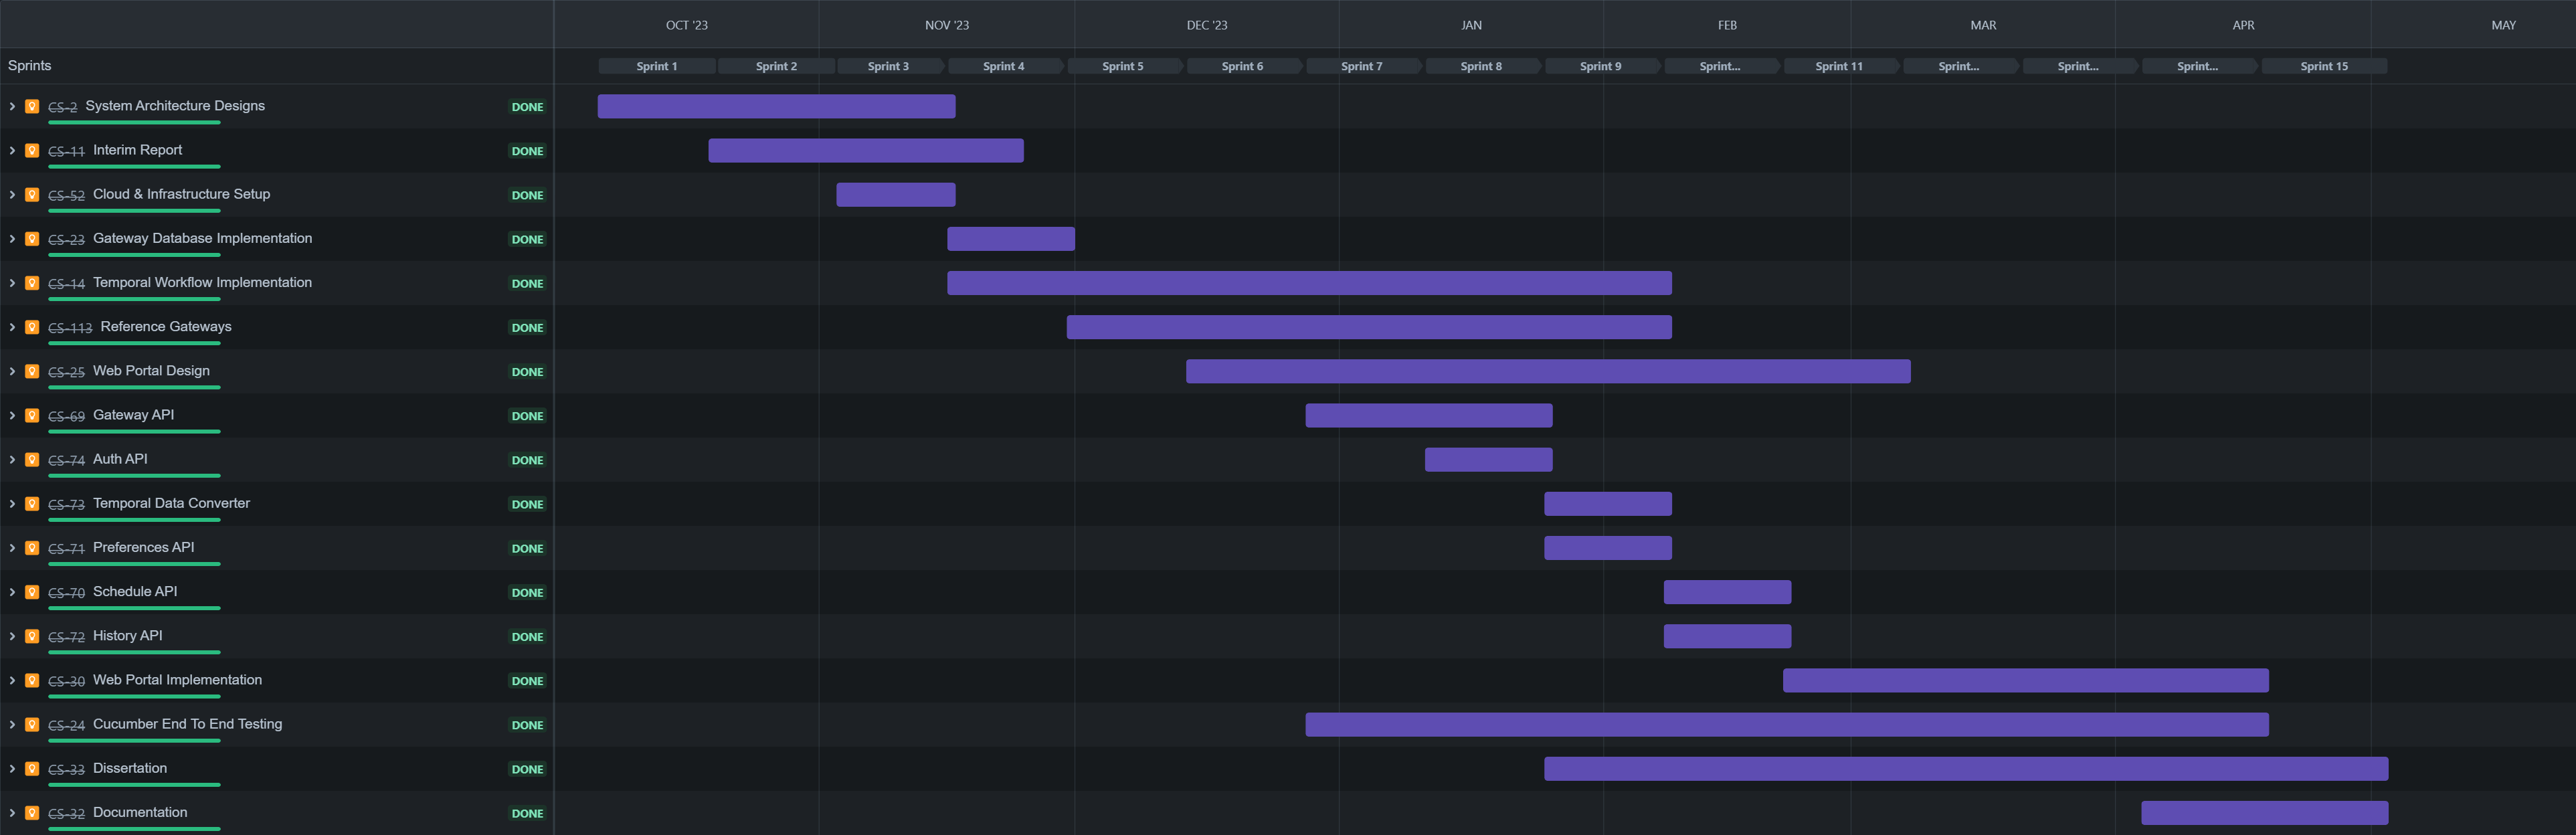 OCT '23 NOV '23 DEC '23 JAN FEB MAR APR MAY
Sprints Sprint 1 Sprint 2 Sprint 3 Sprint 4 Sprint 5 Sprint 6 Sprint 7 Sprint 8 Sprint 9 Sprint... Sprint 11 Sprint... Sprint... Sprint... Sprint 15
CS-2 System Architecture Designs DONE
CS-11 Interim Report DONE
CS-52 Cloud & Infrastructure Setup DONE
CS-23 Gateway Database Implementation DONE
CS-14 Temporal Workflow Implementation DONE
CS-113 Reference Gateways DONE
CS-25 Web Portal Design DONE
CS-69 Gateway API DONE
CS-74 Auth API DONE
CS-73 Temporal Data Converter DONE
CS-71 Preferences API DONE
CS-70 Schedule API DONE
CS-72 History API DONE
CS-30 Web Portal Implementation DONE
CS-24 Cucumber End To End Testing DONE
CS-33 Dissertation DONE
CS-32 Documentation DONE